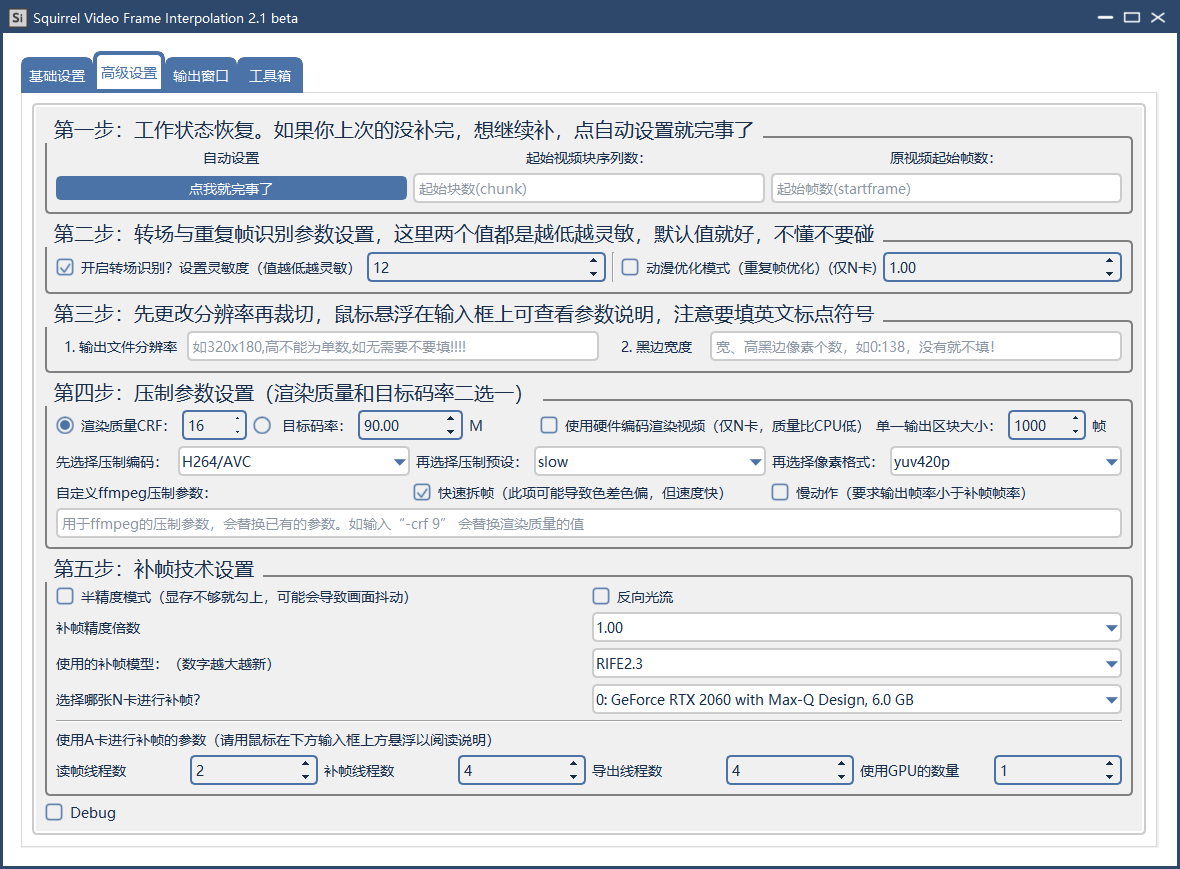 Si Squirrel Video Frame Interpolation 2.1 beta
基础设置 高级设置 输出窗口 工具箱
第一步：工作状态恢复。如果你上次的没补完，想继续补，点自动设置就完事了
自动设置 起始视频块序列数： 原视频起始帧数：
点我就完事了 起始块数(chunk) 起始帧数(startframe)
第二步：转场与重复帧识别参数设置，这里两个值都是越低越灵敏，默认值就好，不懂不要碰
开启转场识别？设置灵敏度（值越低越灵敏） 12 动漫优化模式（重复帧优化）（仅N卡） 1.00
第三步：先更改分辨率再裁切，鼠标悬浮在输入框上可查看参数说明，注意要填英文标点符号
1. 输出文件分辨率 如320x180,高不能为单数,如无需要不要填!!!! 2. 黑边宽度 宽、高黑边像素个数，如0:138，没有就不填！
第四步：压制参数设置（渲染质量和目标码率二选一）
渲染质量CRF： 16 目标码率： 90.00 M 使用硬件编码渲染视频（仅N卡，质量比CPU低） 单一输出区块大小： 1000 帧
先选择压制编码： H264/AVC 再选择压制预设： slow 再选择像素格式： yuv420p
自定义ffmpeg压制参数： 快速拆帧（此项可能导致色差色偏，但速度快） 慢动作（要求输出帧率小于补帧帧率）
用于ffmpeg的压制参数，会替换已有的参数。如输入“-crf 9” 会替换渲染质量的值
第五步：补帧技术设置
半精度模式（显存不够就勾上，可能会导致画面抖动） 反向光流
补帧精度倍数 1.00
使用的补帧模型：（数字越大越新） RIFE2.3
选择哪张N卡进行补帧？ 0: GeForce RTX 2060 with Max-Q Design, 6.0 GB
使用A卡进行补帧的参数（请用鼠标在下方输入框上方悬浮以阅读说明）
读帧线程数 2 补帧线程数 4 导出线程数 4 使用GPU的数量 1
Debug